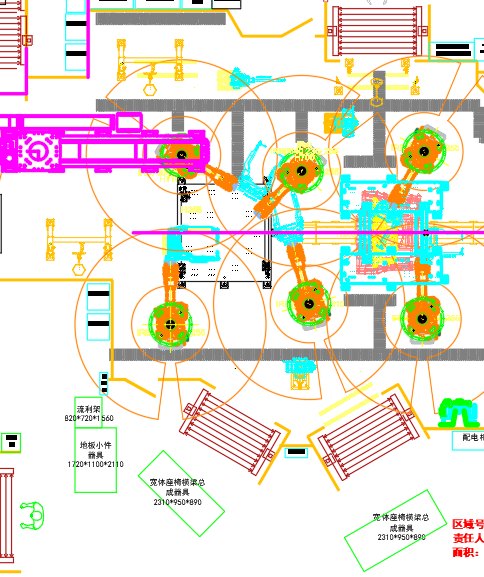 流利架
820*720*1560
地板小件
器具
1720*1100*2110
宽体座椅横梁总
成器具
2310*950*890
宽体座椅横梁总
成器具
2310*950*890
配电柜
区域号
责任人
面积: